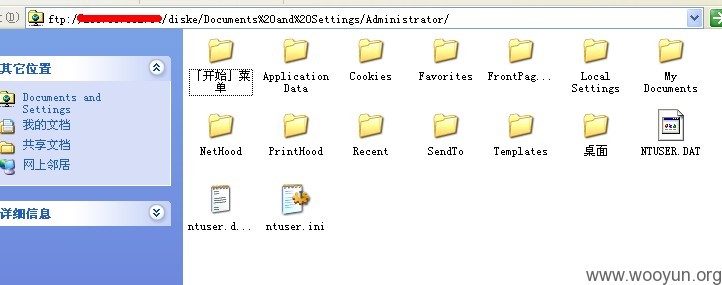 ftp:/ /diske/Documents%20and%20Settings/Administrator/
其它位置
Documents and
Settings
我的文档
共享文档
网上邻居
详细信息
「开始」菜
单
Application
Data
Cookies
Favorites
FrontPag...
Local
Settings
My
Documents
NetHood
PrintHood
Recent
SendTo
Templates
桌面
NTUSER.DAT
ntuser.d...
ntuser.ini
www.wooyun.org